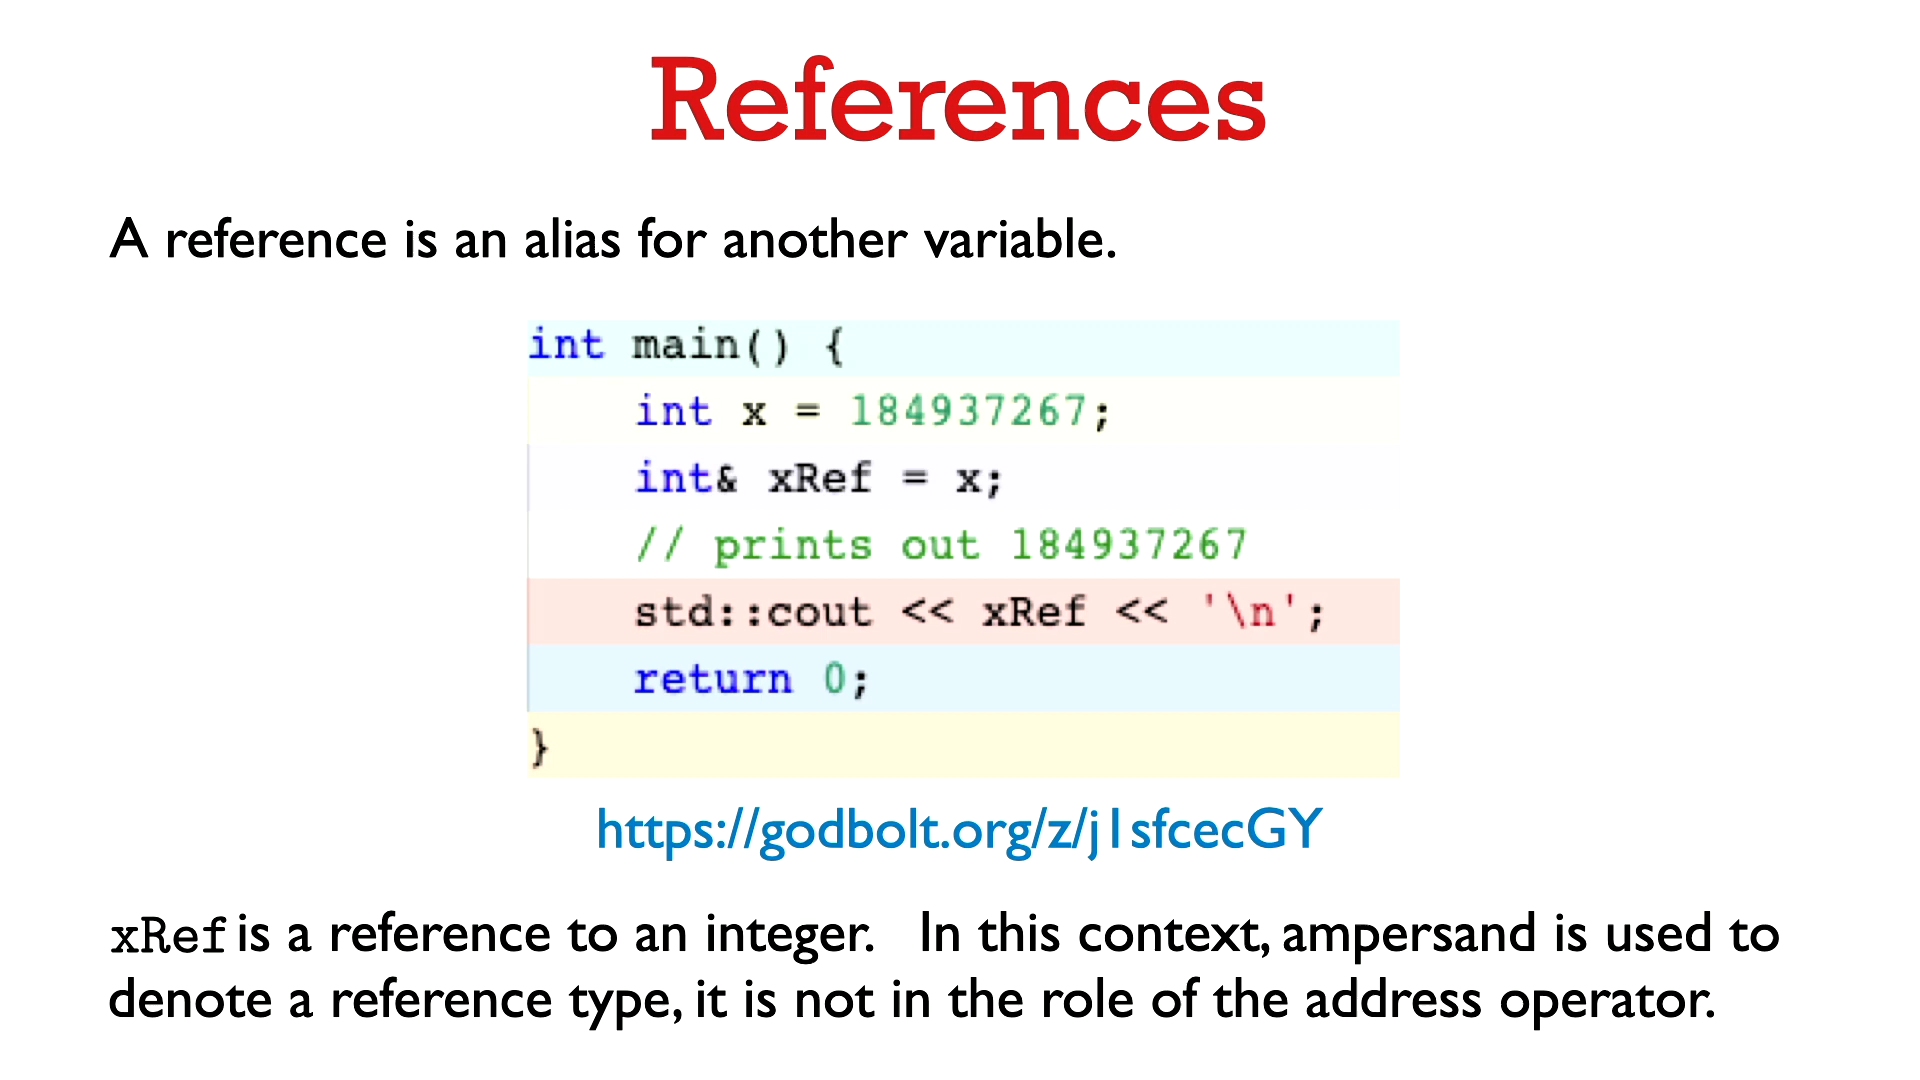 References
A reference is an alias for another variable.
int main() {
    int x = 184937267;
    int& xRef = x;
    // prints out 184937267
    std::cout << xRef << '\n';
    return 0;
}
https://godbolt.org/z/j1sfcecGY
xRef is a reference to an integer.   In this context, ampersand is used to
denote a reference type, it is not in the role of the address operator.